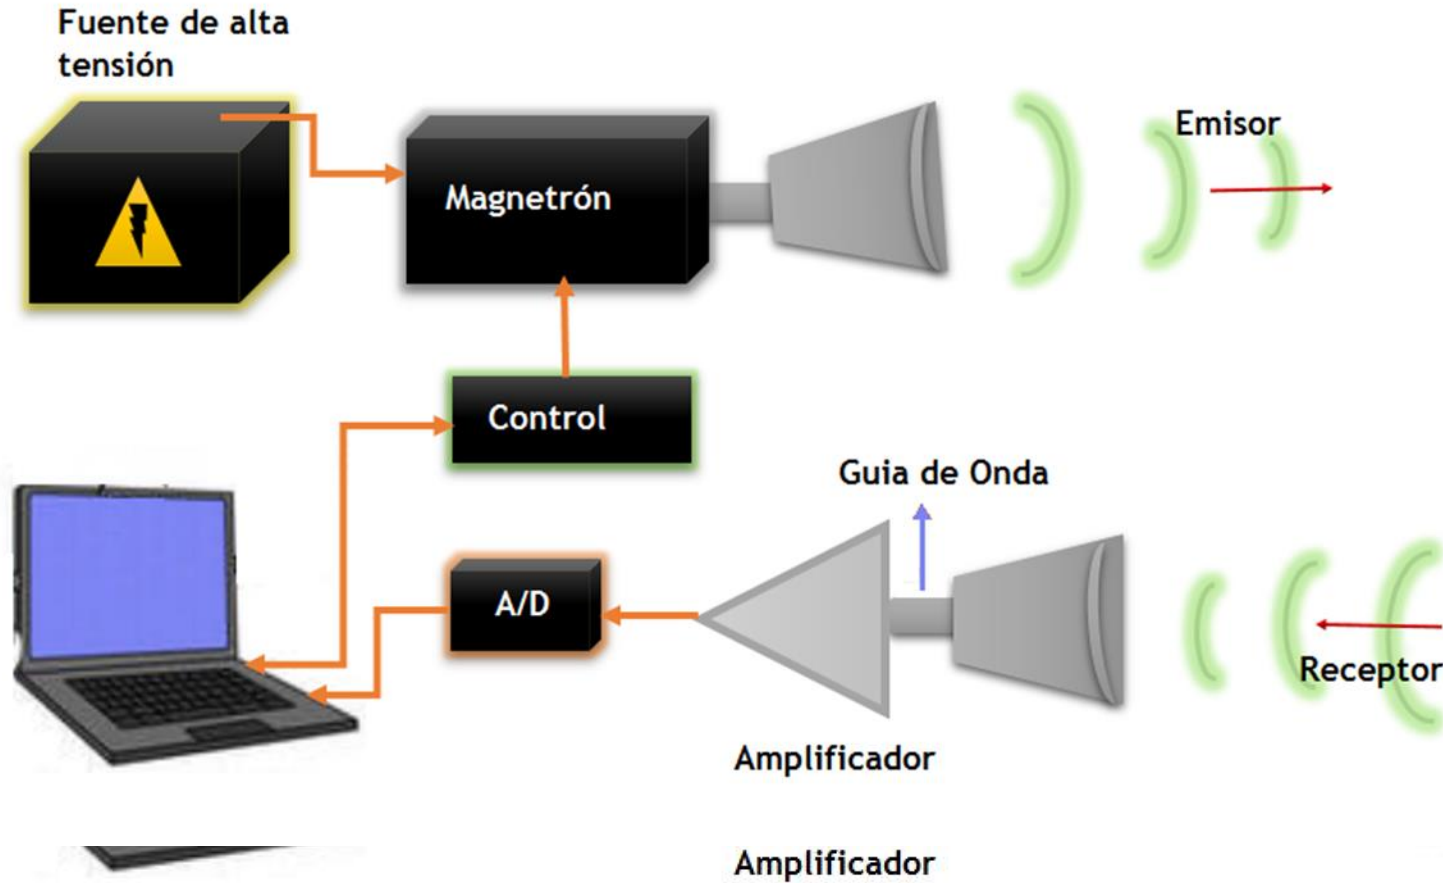 Fuente de alta
tensión
Emisor
Magnetrón
Control
Guia de Onda
A/D
Receptor
Amplificador
Amplificador